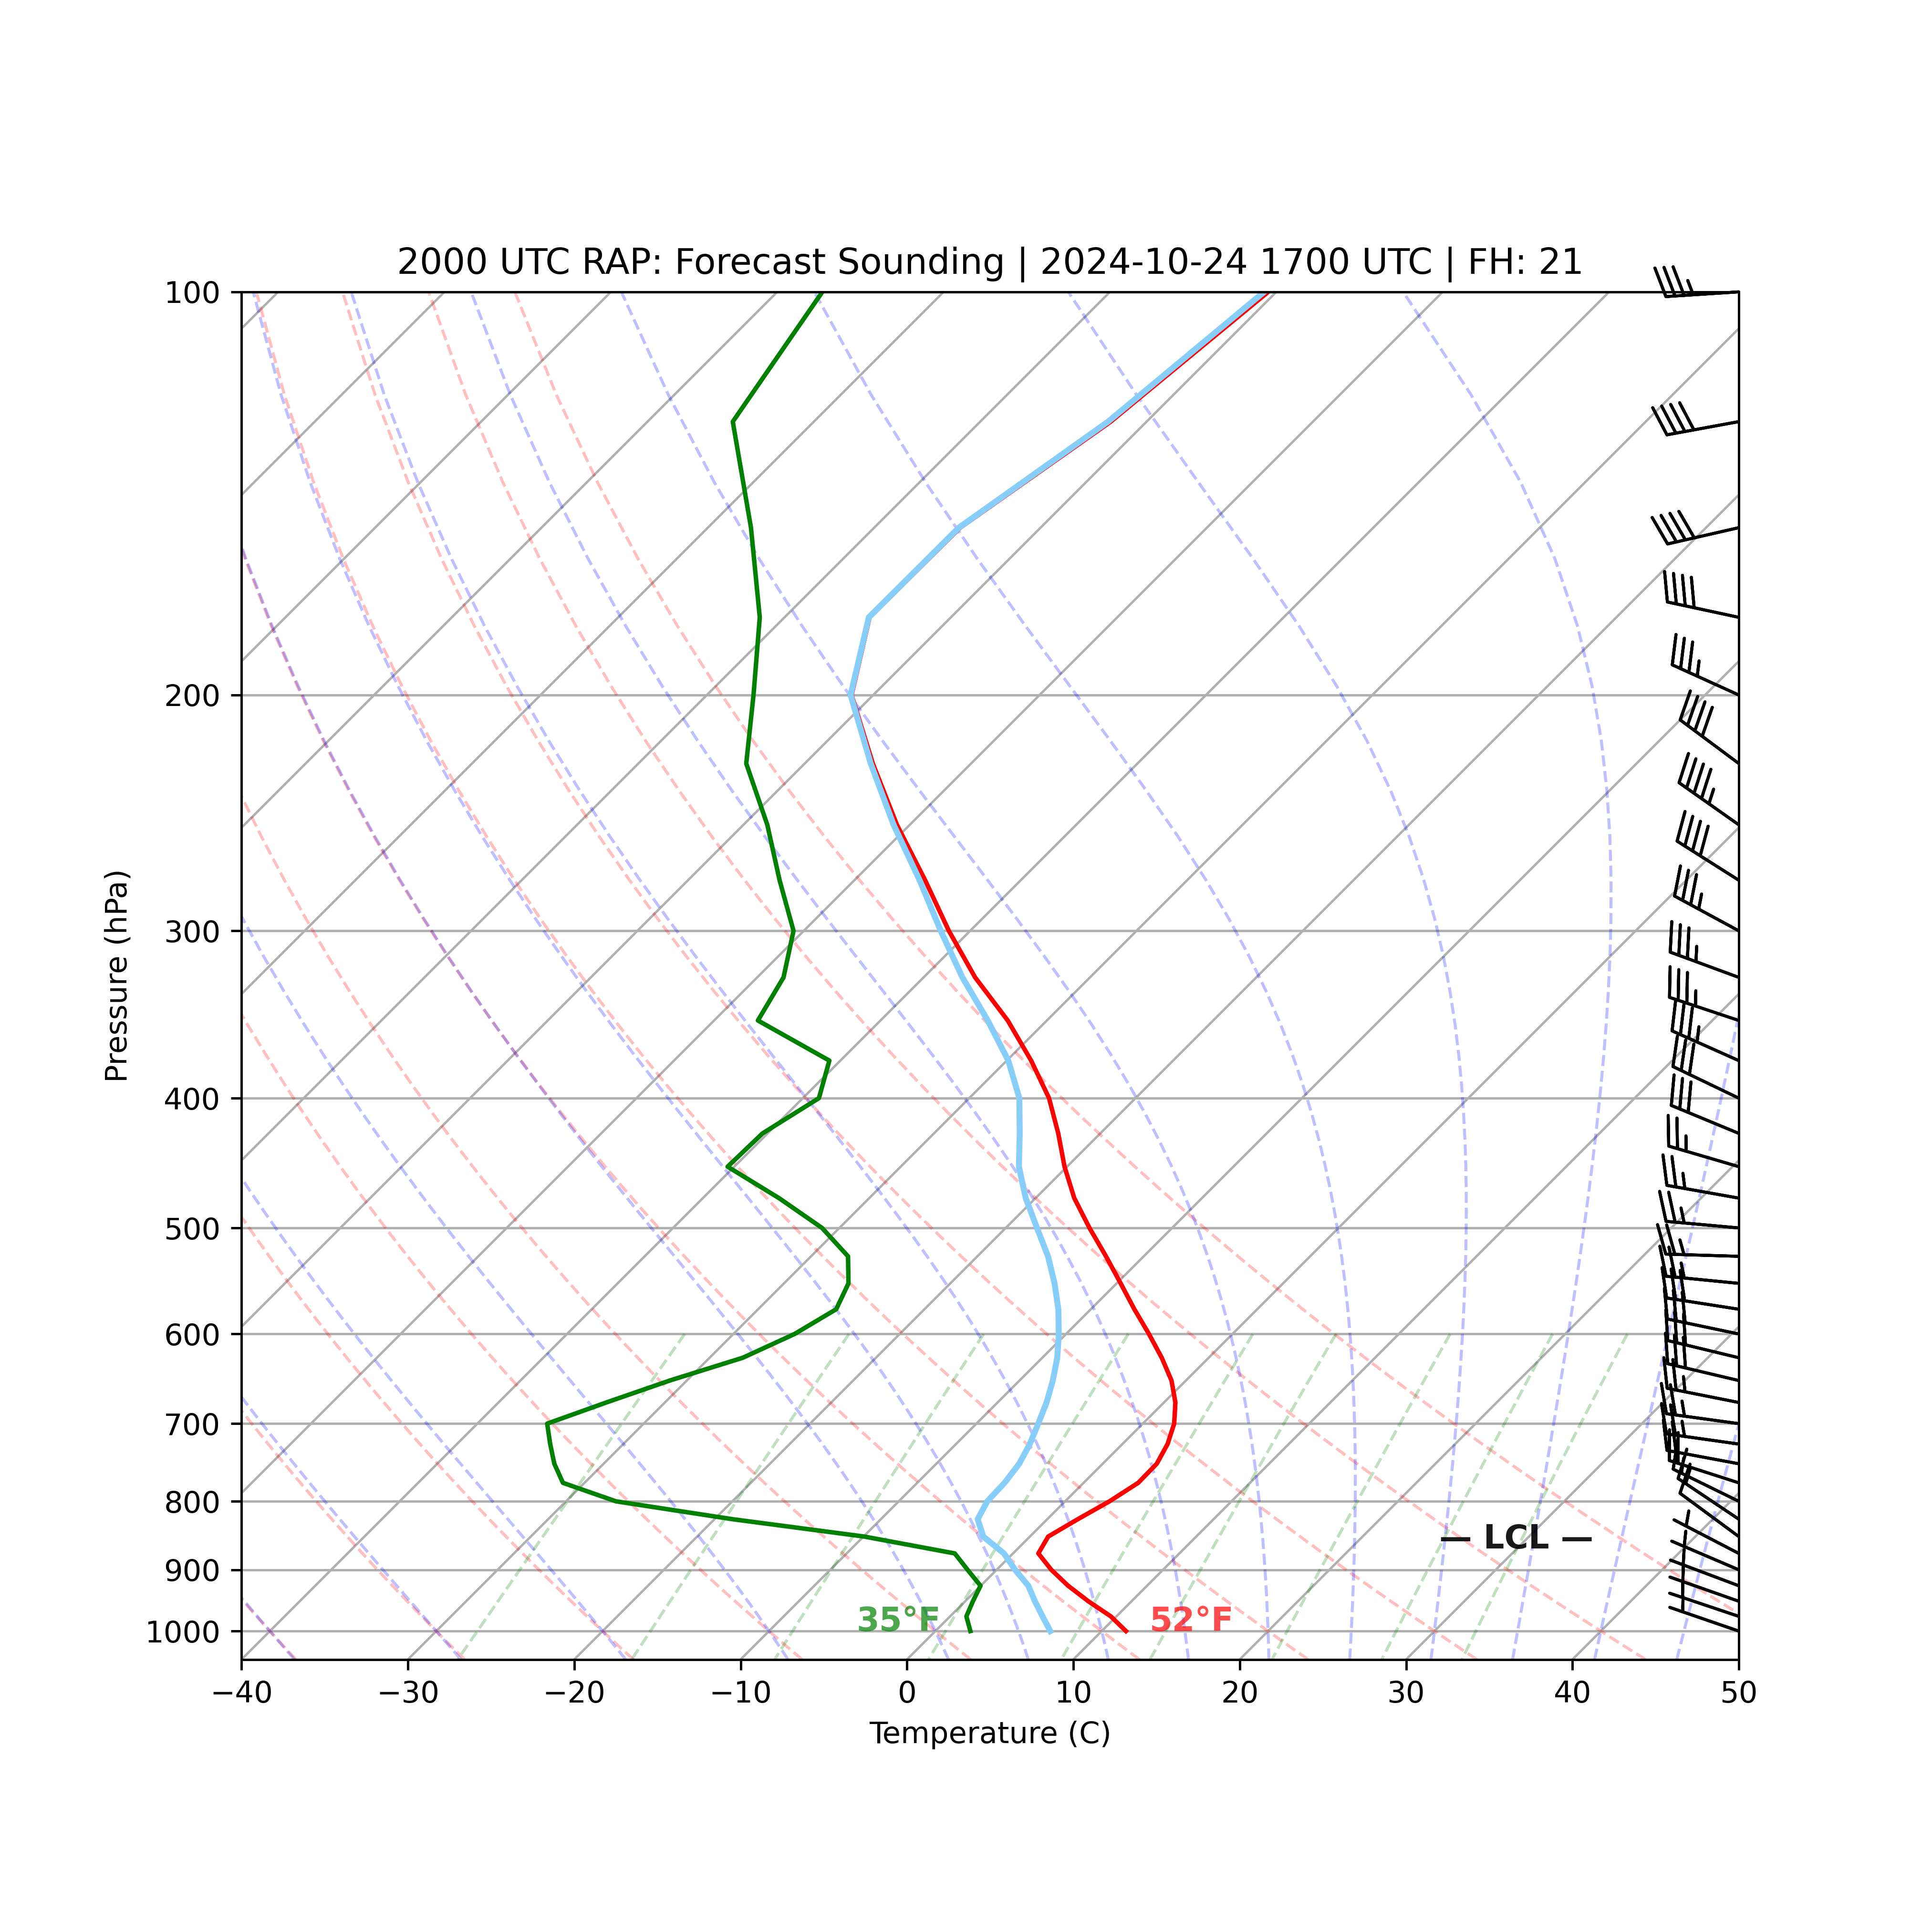 2000 UTC RAP: Forecast Sounding | 2024-10-24 1700 UTC | FH: 21
100
200
300
400
500
600
700
800
900
1000
Pressure (hPa)
— LCL —
35°F
52°F
−40 −30 −20 −10 0 10 20 30 40 50
Temperature (C)